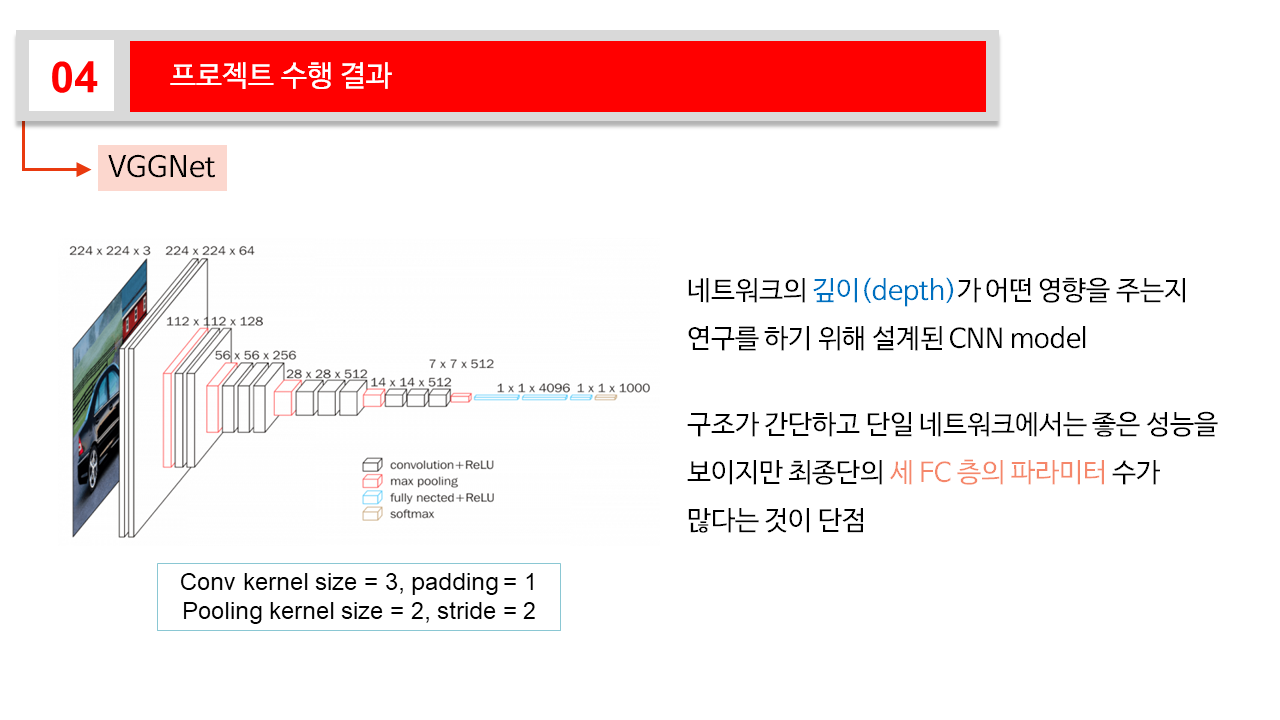 04
프로젝트 수행 결과
VGGNet
224 x 224 x 3
224 x 224 x 64
112 x 112 x 128
56 x 56 x 256
28 x 28 x 512
14 x 14 x 512
7 x 7 x 512
1 x 1 x 4096
1 x 1 x 1000
convolution+ReLU
max pooling
fully nected+ReLU
softmax
Conv kernel size = 3, padding = 1
Pooling kernel size = 2, stride = 2
네트워크의 깊이(depth)가 어떤 영향을 주는지
연구를 하기 위해 설계된 CNN model
구조가 간단하고 단일 네트워크에서는 좋은 성능을
보이지만 최종단의 세 FC 층의 파라미터 수가
많다는 것이 단점